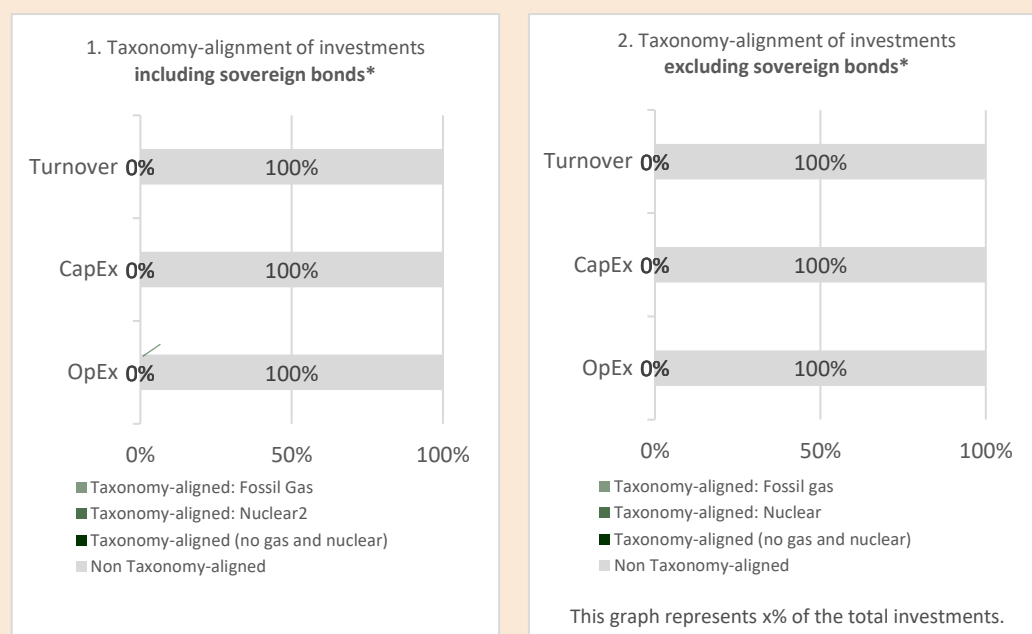 1. Taxonomy-alignment of investments
including sovereign bonds*
Turnover 0% 100%
CapEx 0% 100%
OpEx 0% 100%
0% 50% 100%
Taxonomy-aligned: Fossil Gas
Taxonomy-aligned: Nuclear2
Taxonomy-aligned (no gas and nuclear)
Non Taxonomy-aligned
2. Taxonomy-alignment of investments
excluding sovereign bonds*
Turnover 0% 100%
CapEx 0% 100%
OpEx 0% 100%
0% 50% 100%
Taxonomy-aligned: Fossil gas
Taxonomy-aligned: Nuclear
Taxonomy-aligned (no gas and nuclear)
Non Taxonomy-aligned
This graph represents x% of the total investments.